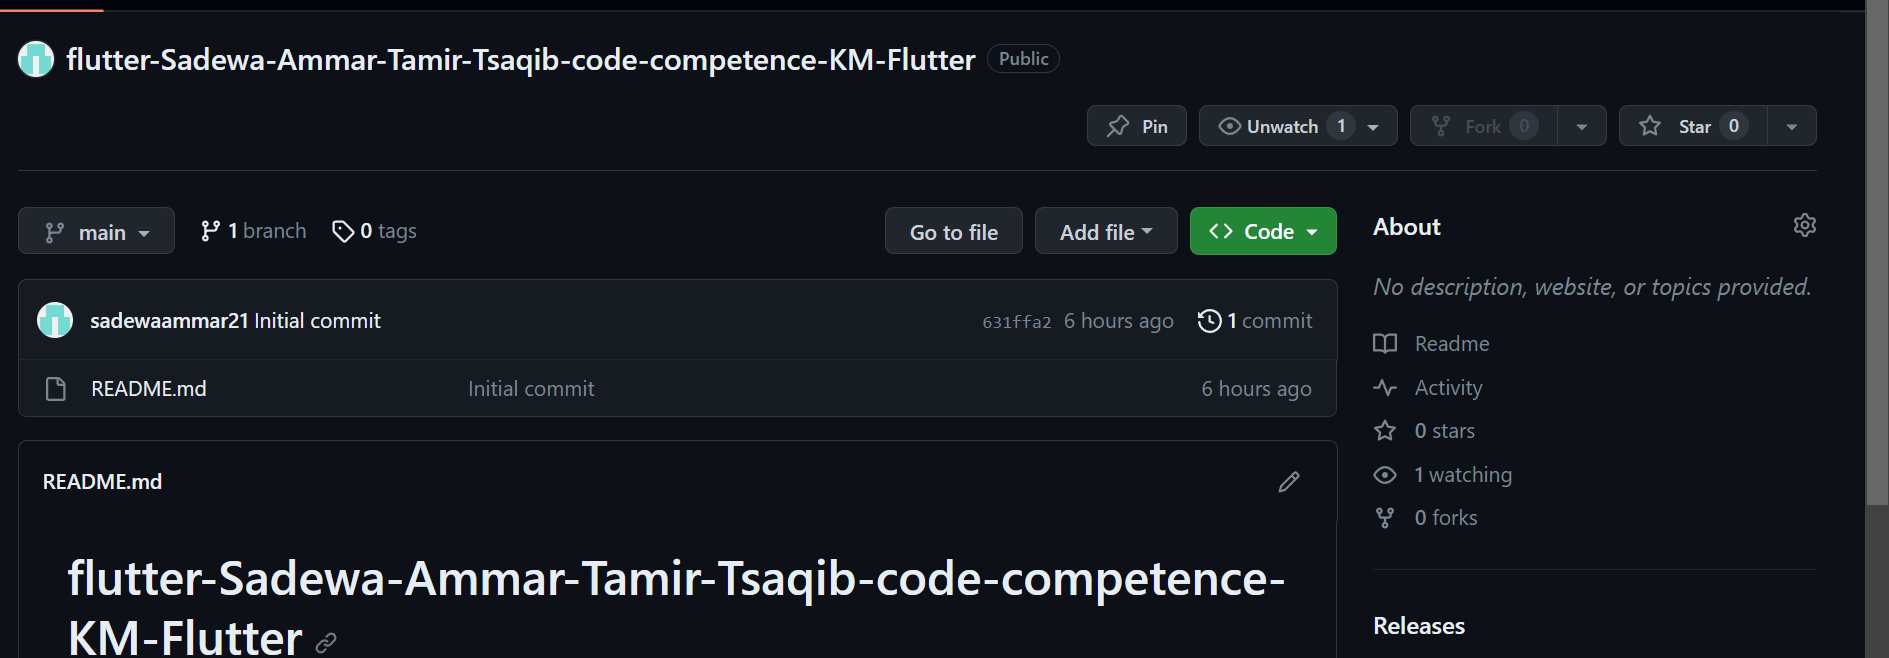 flutter-Sadewa-Ammar-Tamir-Tsaqib-code-competence-KM-Flutter Public
Pin Unwatch 1 Fork 0 Star 0
main 1 branch 0 tags Go to file Add file Code
sadewaammar21 Initial commit 631ffa2 6 hours ago 1 commit
README.md Initial commit 6 hours ago
README.md
flutter-Sadewa-Ammar-Tamir-Tsaqib-code-competence-
KM-Flutter
About
No description, website, or topics provided.
Readme
Activity
0 stars
1 watching
0 forks
Releases